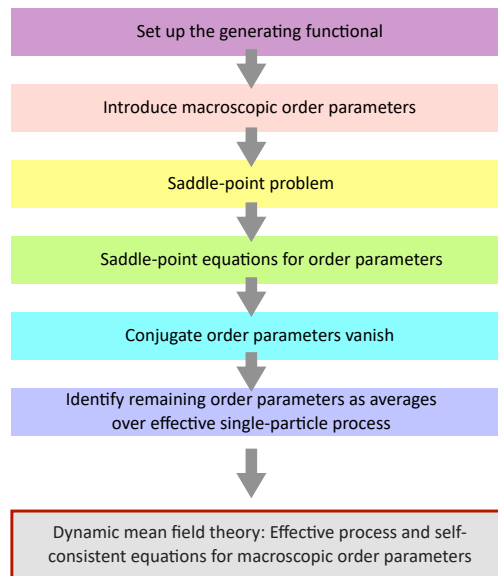 Set up the generating functional
Introduce macroscopic order parameters
Saddle-point problem
Saddle-point equations for order parameters
Conjugate order parameters vanish
Identify remaining order parameters as averages
over effective single-particle process
Dynamic mean field theory: Effective process and self-
consistent equations for macroscopic order parameters